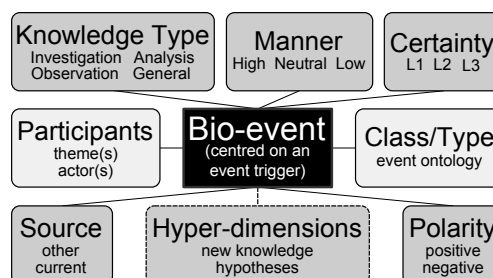 Knowledge Type
Investigation Analysis
Observation General
Manner
High Neutral Low
Certainty
L1 L2 L3
Participants
theme(s)
actor(s)
Bio-event
(centred on an
event trigger)
Class/Type
event ontology
Source
other
current
Hyper-dimensions
new knowledge
hypotheses
Polarity
positive
negative